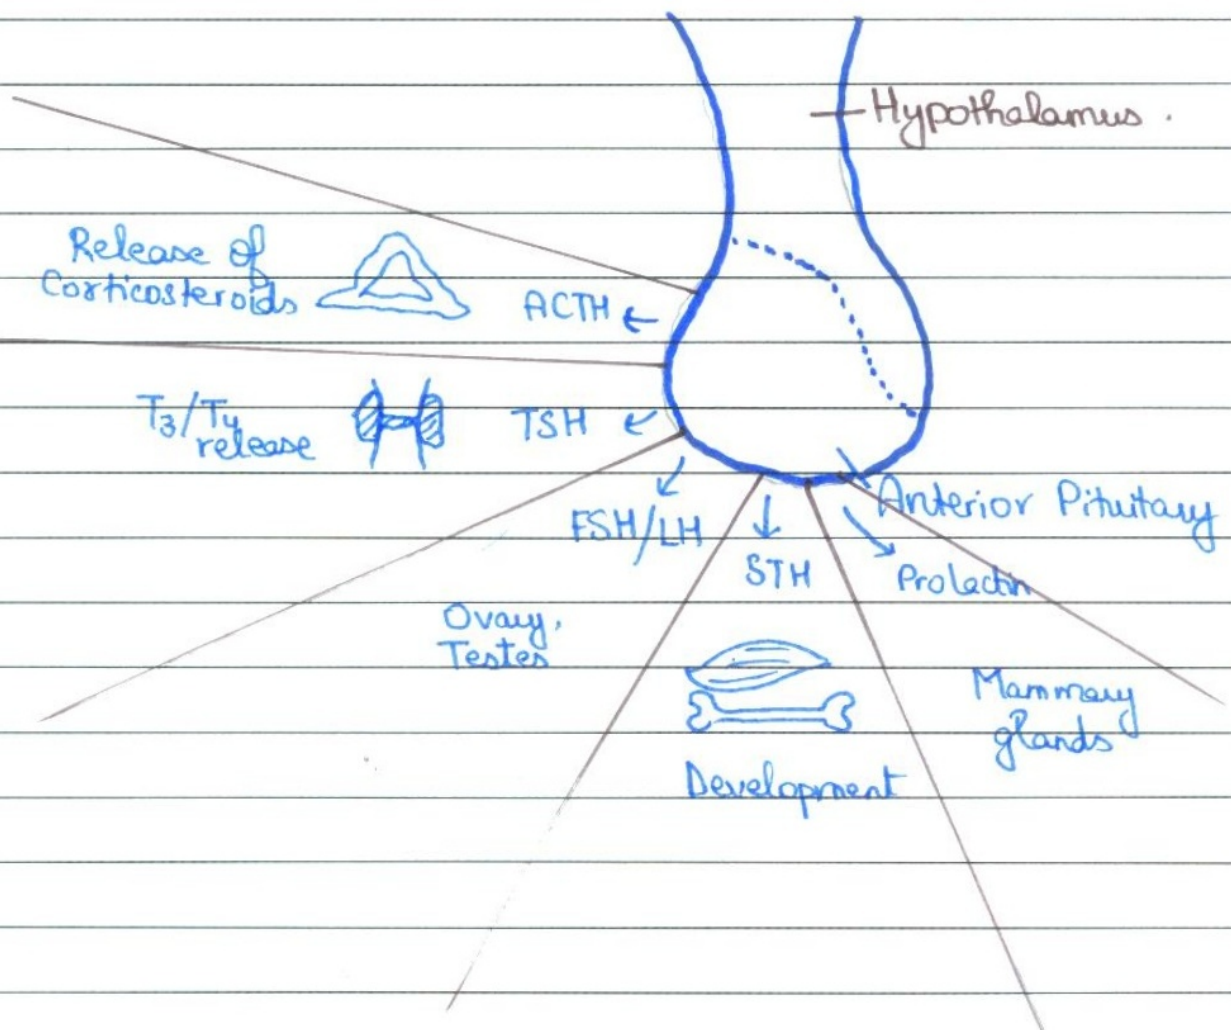 Hypothalamus.
Release of
Corticosteroids
ACTH
T3/T4
release
TSH
FSH/LH
Anterior Pituitary
STH
Prolactin
Ovary,
Testes
Mammary
glands
Development